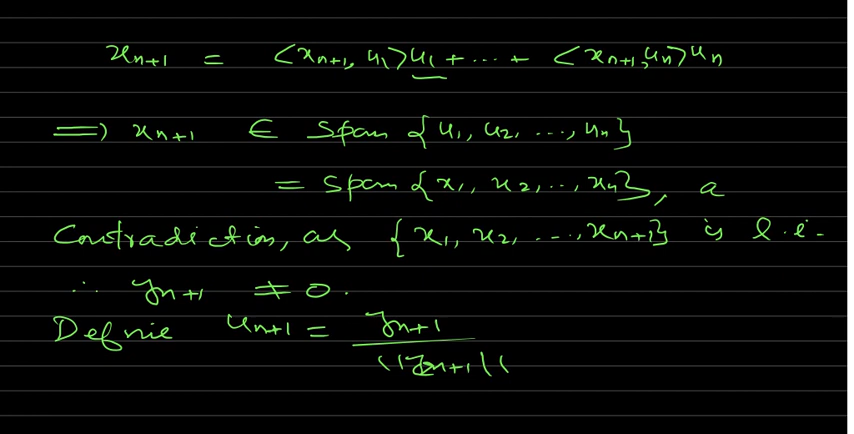 xₙ₊₁ = <xₙ₊₁, u₁>u₁ + ... + <xₙ₊₁, uₙ>uₙ
⟹ xₙ₊₁ ∈ Span {u₁, u₂, ..., uₙ}
= Span {x₁, x₂, ..., xₙ}, a
Contradiction, as {x₁, x₂, ..., xₙ₊₁} is l.i.
∴ yₙ₊₁ ≠ 0.
Define uₙ₊₁ = yₙ₊₁ / ||yₙ₊₁||